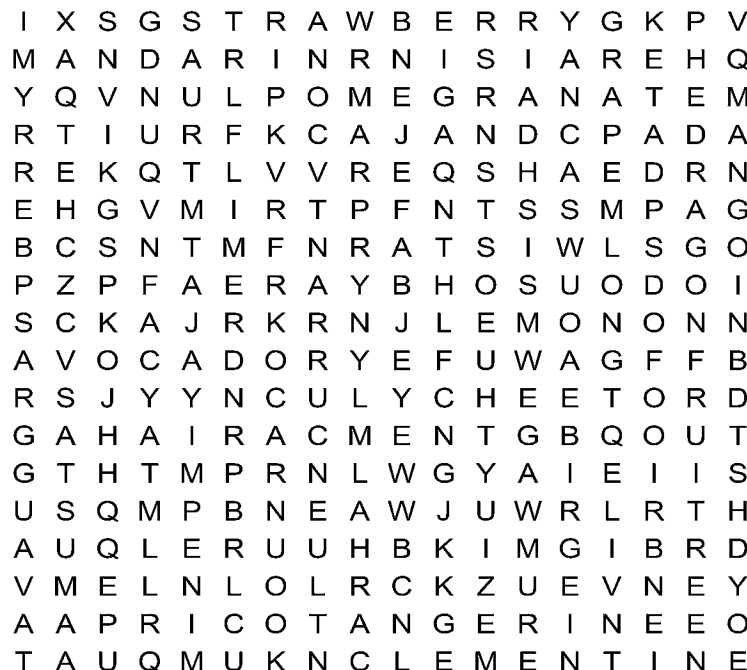 I X S G S T R A W B E R R Y G K P V
M A N D A R I N R N I S I A R E H Q
Y Q V N U L P O M E G R A N A T E M
R T I U R F K C A J A N D C P A D A
R E K Q T L V V R E Q S H A E D R N
E H G V M I R T P F N T S S M P A G
B C S N T M F N R A T S I W L S G O
P Z P F A E R A Y B H O S U O D O I
S C K A J R K R N J L E M O N O N N
A V O C A D O R Y E F U W A G F F B
R S J Y Y N C U L Y C H E E T O R D
G A H A I R A C M E N T G B Q O U T
G T H T M P R N L W G Y A I E I I S
U S Q M P B N E A W J U W R L R T H
A U Q L E R U U H B K I M G I B R D
V M E L N L O L R C K Z U E V N E Y
A A P R I C O T A N G E R I N E E O
T A U Q M U K N C L E M E N T I N E